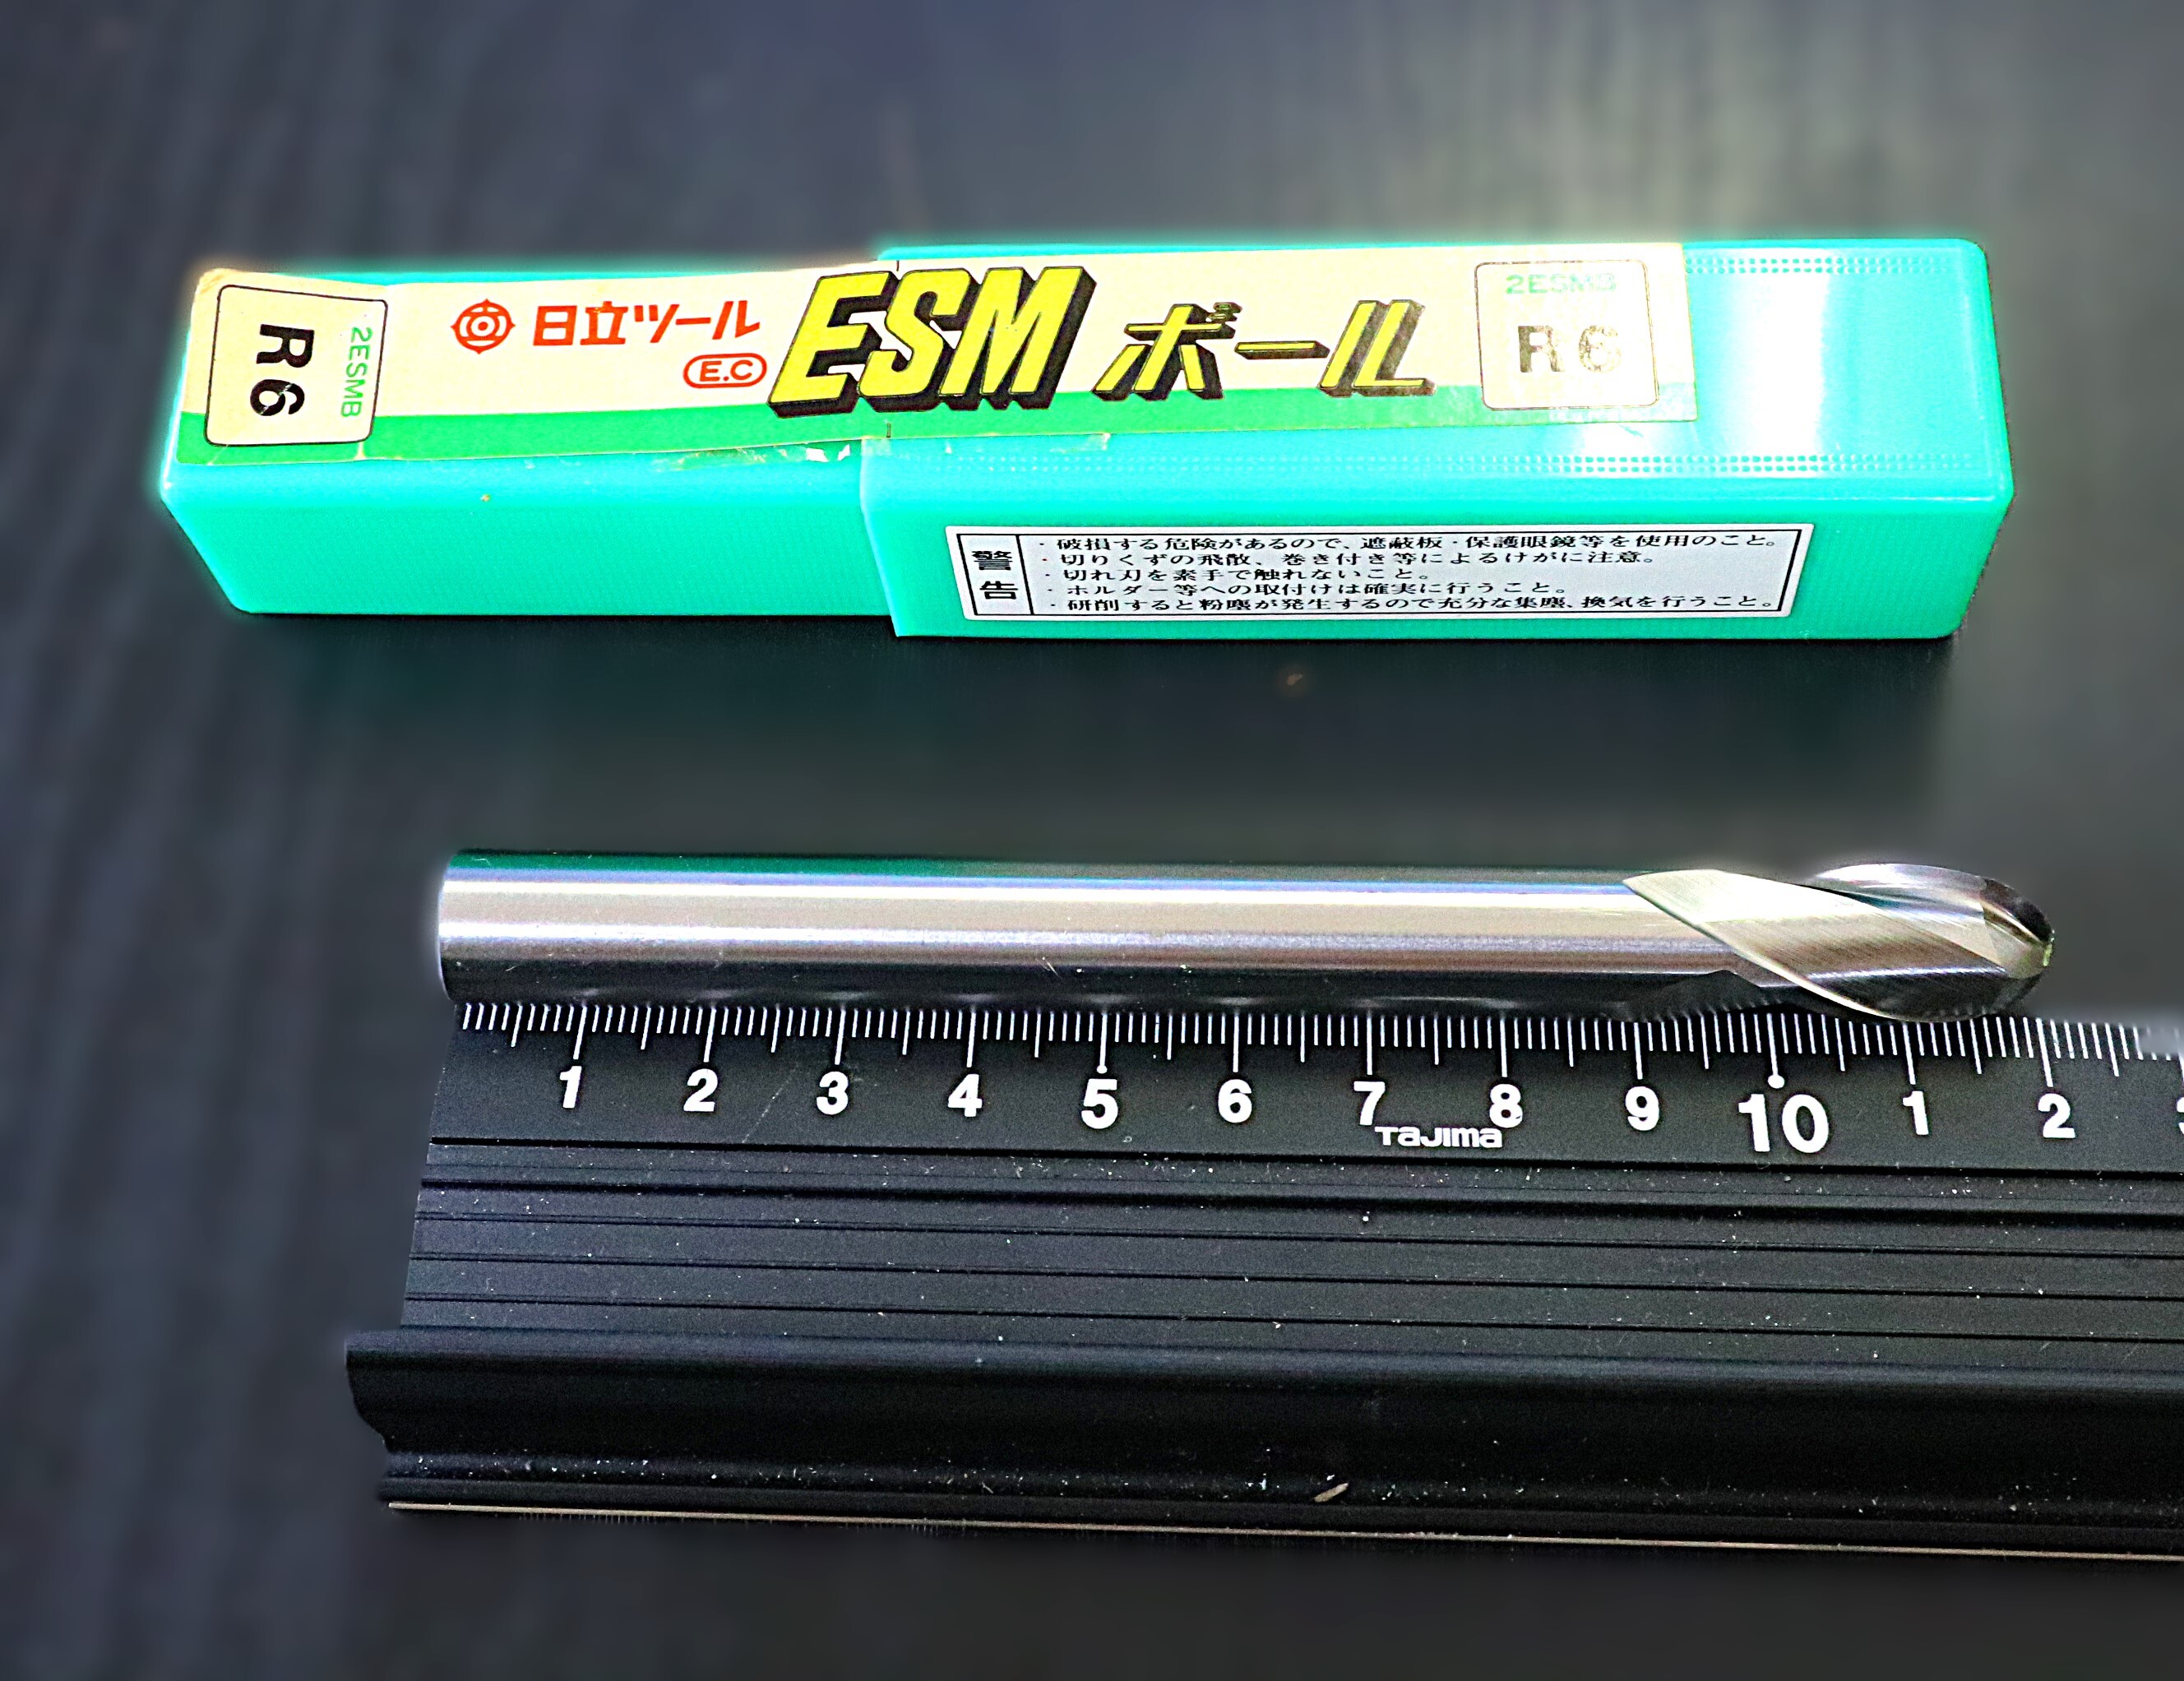 2ESMB
R6
日立ツール
E.C
ESM ボール
2ESMB
R6
警告
・破損する危険があるので、遮蔽板・保護眼鏡等を使用のこと。
・切りくずの飛散、巻き付き等によるけがに注意。
・切れ刃を素手で触れないこと。
・ホルダー等への取付けは確実に行うこと。
・研削すると粉塵が発生するので充分な集塵、換気を行うこと。
1 2 3 4 5 6 7 8 9 10 1 2
TAJIMA